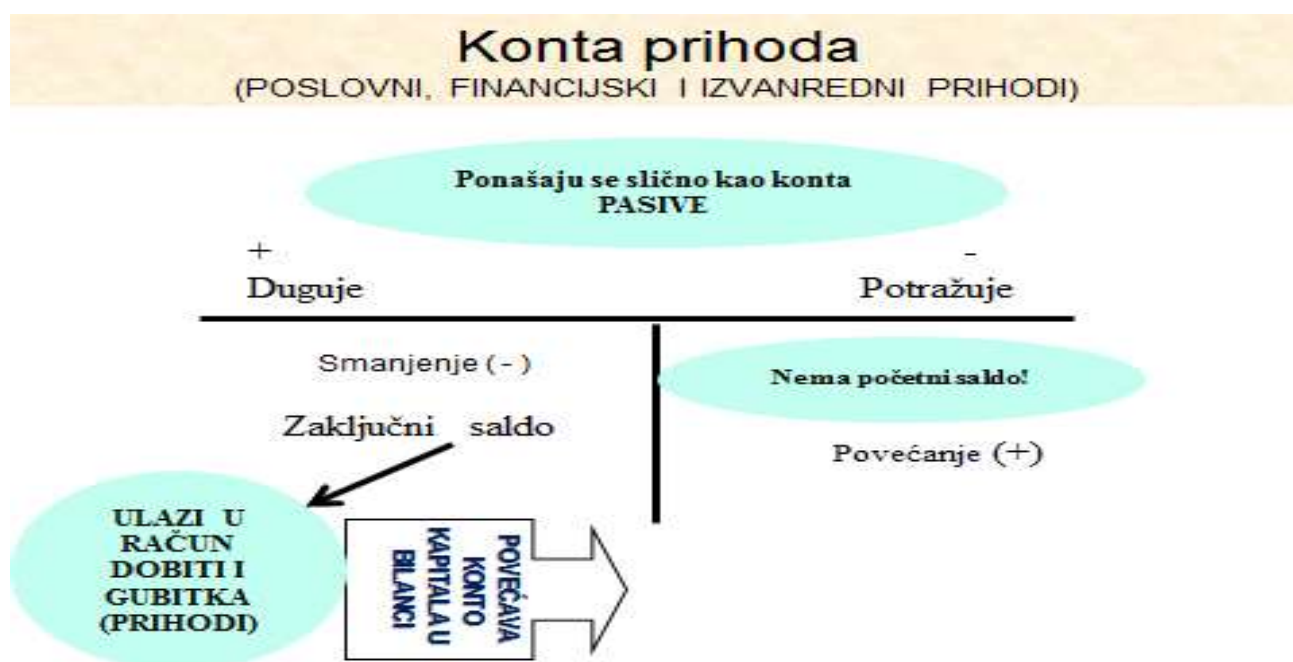 Konta prihoda
(POSLOVNI, FINANCIJSKI I IZVANREDNI PRIHODI)
Ponašaju se slično kao konta
PASIVE
+
-
Duguje
Potražuje
Smanjenje ( - )
Nema početni saldo!
Zaključni saldo
Povećanje (+)
ULAZI U
RAČUN
DOBITI I
GUBITKA
(PRIHODI)
POVEĆAVA
KONTO
KAPITALA U
BILANCI